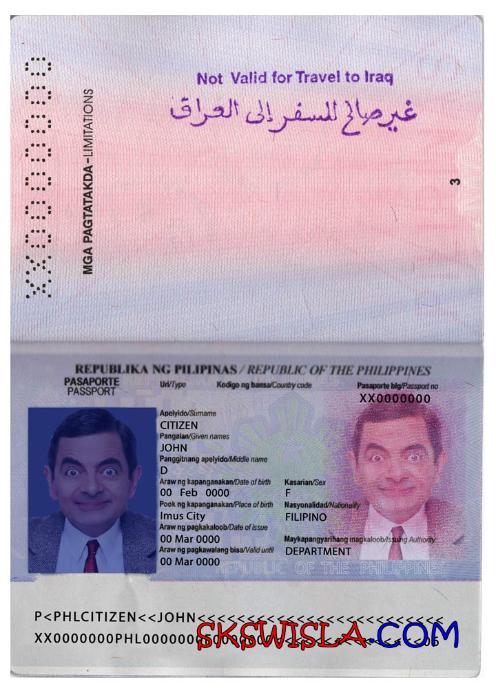 Not Valid for Travel to Iraq
غير صالح للسفر إلى العراق
XX0000000
MGA PAGTATAKDA-LIMITATIONS
3
REPUBLIKA NG PILIPINAS / REPUBLIC OF THE PHILIPPINES
PASAPORTE
PASSPORT
Uri/Type Kodigo ng bansa/Country code Pasaporte blg/Passport no
XX0000000
Apelyido/Surname
CITIZEN
Pangalan/Given names
JOHN
Panggitnang apelyido/Middle name
D
Araw ng kapanganakan/Date of birth Kasarian/Sex
00 Feb 0000 F
Pook ng kapanganakan/Place of birth Nasyonalidad/Nationality
Imus City FILIPINO
Araw ng pagkakaloob/Date of issue Maykapangyarihang magkaloob/Issuing Authority
00 Mar 0000 DEPARTMENT
Araw ng pagkawalang bisa/Valid until
00 Mar 0000
REPUBLIC OF THE PHILIPPINES
P<PHLCITIZEN<<JOHN<<<<<<<<<<<<<<<<<<<<<<<<<<
SKSWISLA.COM